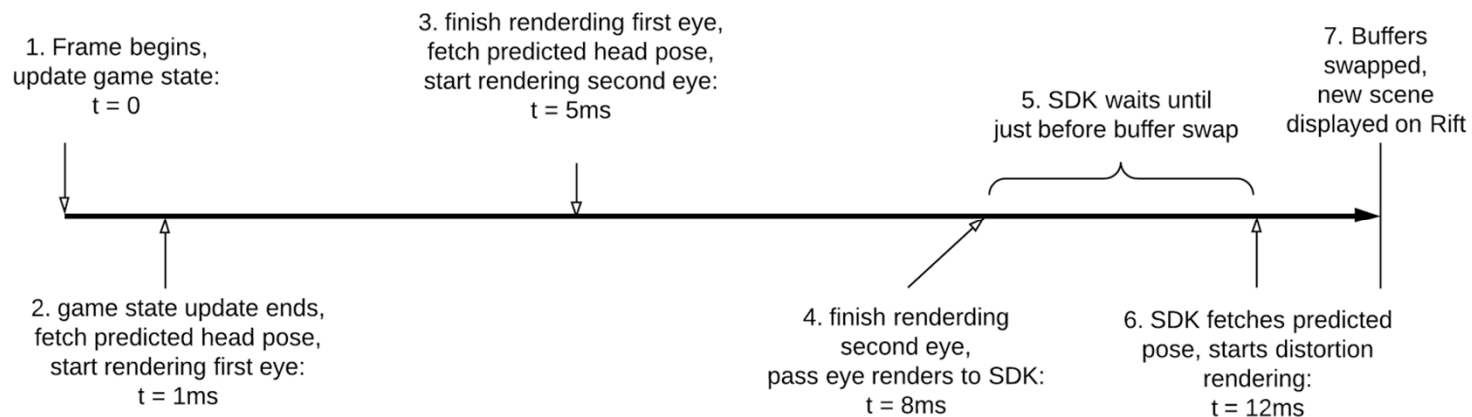 1. Frame begins,
update game state:
t = 0
2. game state update ends,
fetch predicted head pose,
start rendering first eye:
t = 1ms
3. finish renderding first eye,
fetch predicted head pose,
start rendering second eye:
t = 5ms
4. finish renderding
second eye,
pass eye renders to SDK:
t = 8ms
5. SDK waits until
just before buffer swap
6. SDK fetches predicted
pose, starts distortion
rendering:
t = 12ms
7. Buffers
swapped,
new scene
displayed on Rift